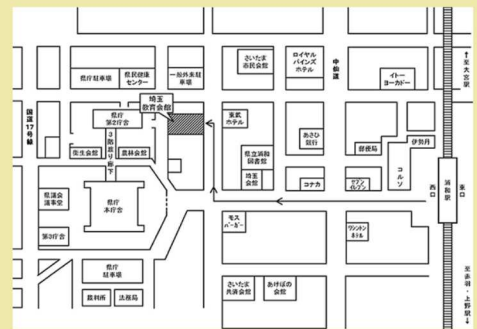 県庁駐車場
県民健康
センター
一般外来駐
車場
さいたま
市民会館
ロイヤル
パインズ
ホテル
中仙道
イトー
ヨーカドー
↑至大宮駅
国道17号線
埼玉
教育会館
県庁
第2庁舎
3階渡り廊下
衛生会館
農林会館
東武
ホテル
県立浦和
図書館
埼玉
会館
あさひ
銀行
コナカ
郵便局
セブン
イレブン
コルソ
伊勢丹
西口
浦和駅
東口
県議会
議事堂
県庁
本庁舎
第3庁舎
モス
バーガー
ワシントン
ホテル
県庁
駐車場
裁判所
法務局
さいたま
共済会館
あけぼの
会館
至赤羽・上野駅↓